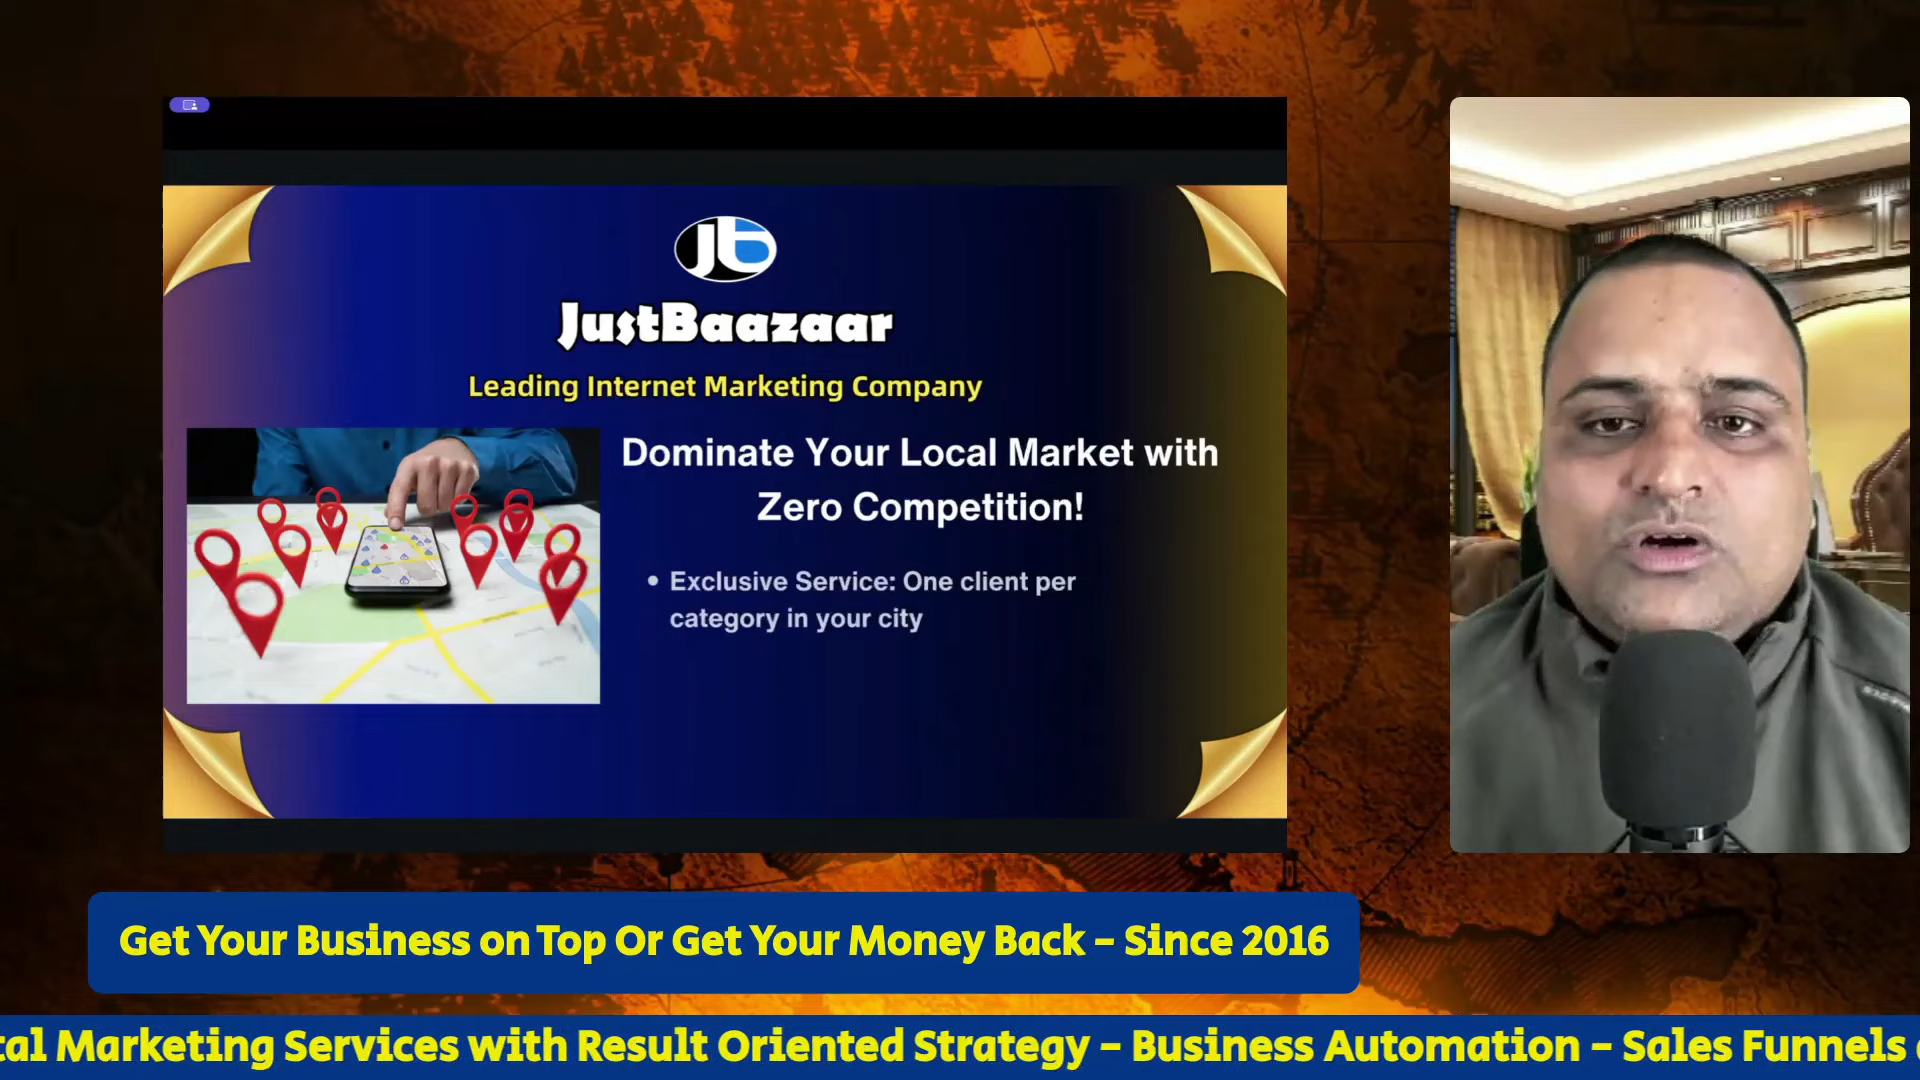 jb
JustBaazaar
Leading Internet Marketing Company
Dominate Your Local Market with
Zero Competition!
• Exclusive Service: One client per
category in your city
Get Your Business on Top Or Get Your Money Back – Since 2016
tal Marketing Services with Result Oriented Strategy – Business Automation – Sales Funnels